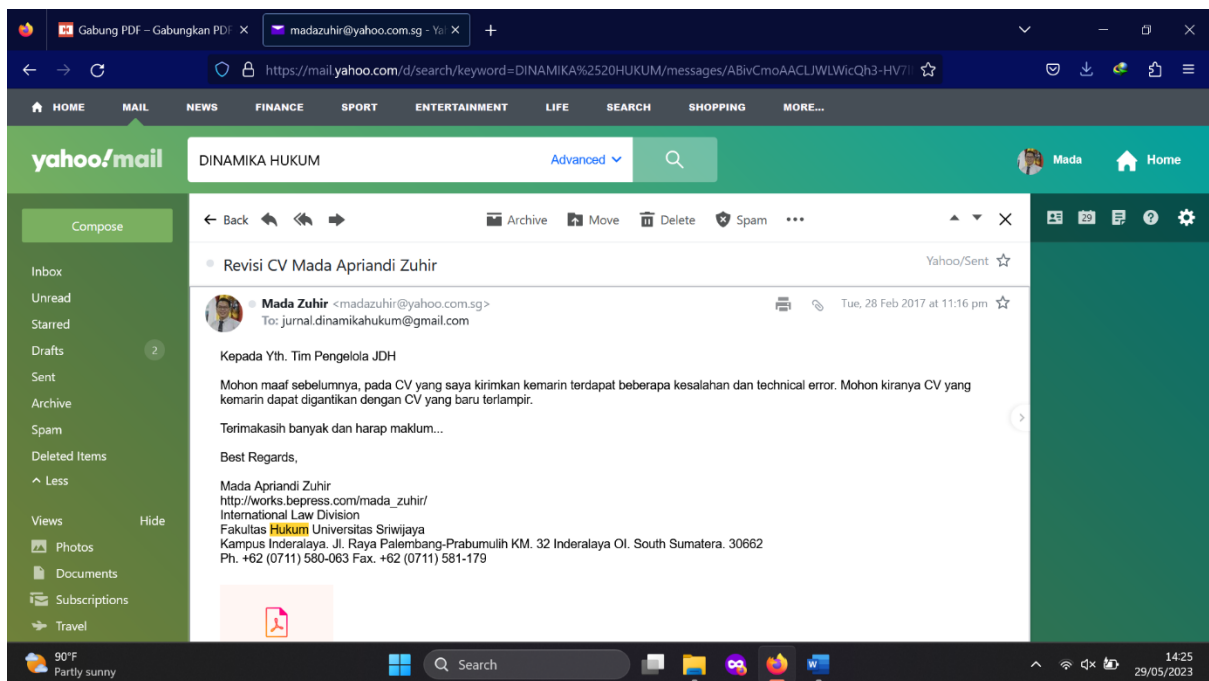 Gabung PDF – Gabungkan PDF
madazuhir@yahoo.com.sg - Ya
https://mail.yahoo.com/d/search/keyword=DINAMIKA%2520HUKUM/messages/ABivCmoAACLJWLWicQh3-HV7
HOME MAIL NEWS FINANCE SPORT ENTERTAINMENT LIFE SEARCH SHOPPING MORE...
yahoo!mail
DINAMIKA HUKUM Advanced
Mada Home
Compose
Back Archive Move Delete Spam
29
Inbox
Unread
Starred
Drafts 2
Sent
Archive
Spam
Deleted Items
Less
Views Hide
Photos
Documents
Subscriptions
Travel
Revisi CV Mada Apriandi Zuhir Yahoo/Sent
Mada Zuhir <madazuhir@yahoo.com.sg> Tue, 28 Feb 2017 at 11:16 pm
To: jurnal.dinamikahukum@gmail.com
Kepada Yth. Tim Pengelola JDH
Mohon maaf sebelumnya, pada CV yang saya kirimkan kemarin terdapat beberapa kesalahan dan technical error. Mohon kiranya CV yang
kemarin dapat digantikan dengan CV yang baru terlampir.
Terimakasih banyak dan harap maklum...
Best Regards,
Mada Apriandi Zuhir
http://works.bepress.com/mada_zuhir/
International Law Division
Fakultas Hukum Universitas Sriwijaya
Kampus Inderalaya. Jl. Raya Palembang-Prabumulih KM. 32 Inderalaya OI. South Sumatera. 30662
Ph. +62 (0711) 580-063 Fax. +62 (0711) 581-179
90°F
Partly sunny
Search
14:25
29/05/2023